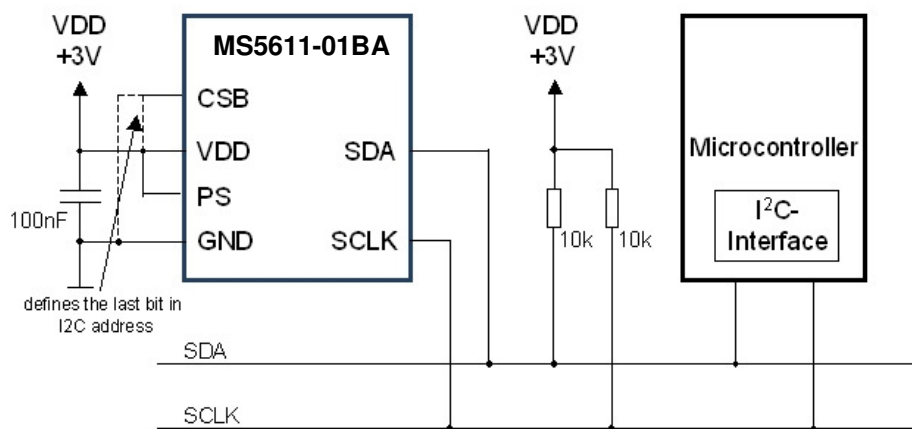 VDD
+3V
MS5611-01BA
CSB
VDD
PS
GND
SDA
SCLK
100nF
defines the last bit in
I2C address
VDD
+3V
10k
10k
Microcontroller
I²C-
Interface
SDA
SCLK